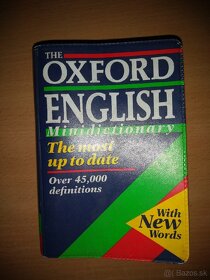 THE
OXFORD
ENGLISH
Minidictionary
The most
up to date
Over 45,000
definitions
With
New
Words
Bazos.sk